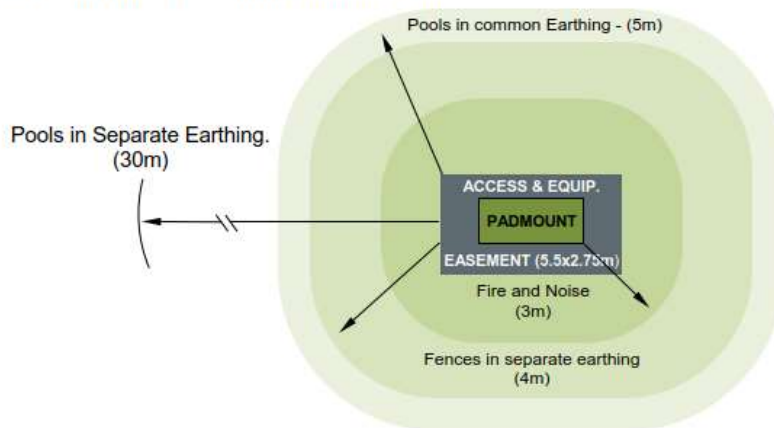 Pools in common Earthing - (5m)
Pools in Separate Earthing.
(30m)
ACCESS & EQUIP.
PADMOUNT
EASEMENT (5.5x2.75m)
Fire and Noise
(3m)
Fences in separate earthing
(4m)